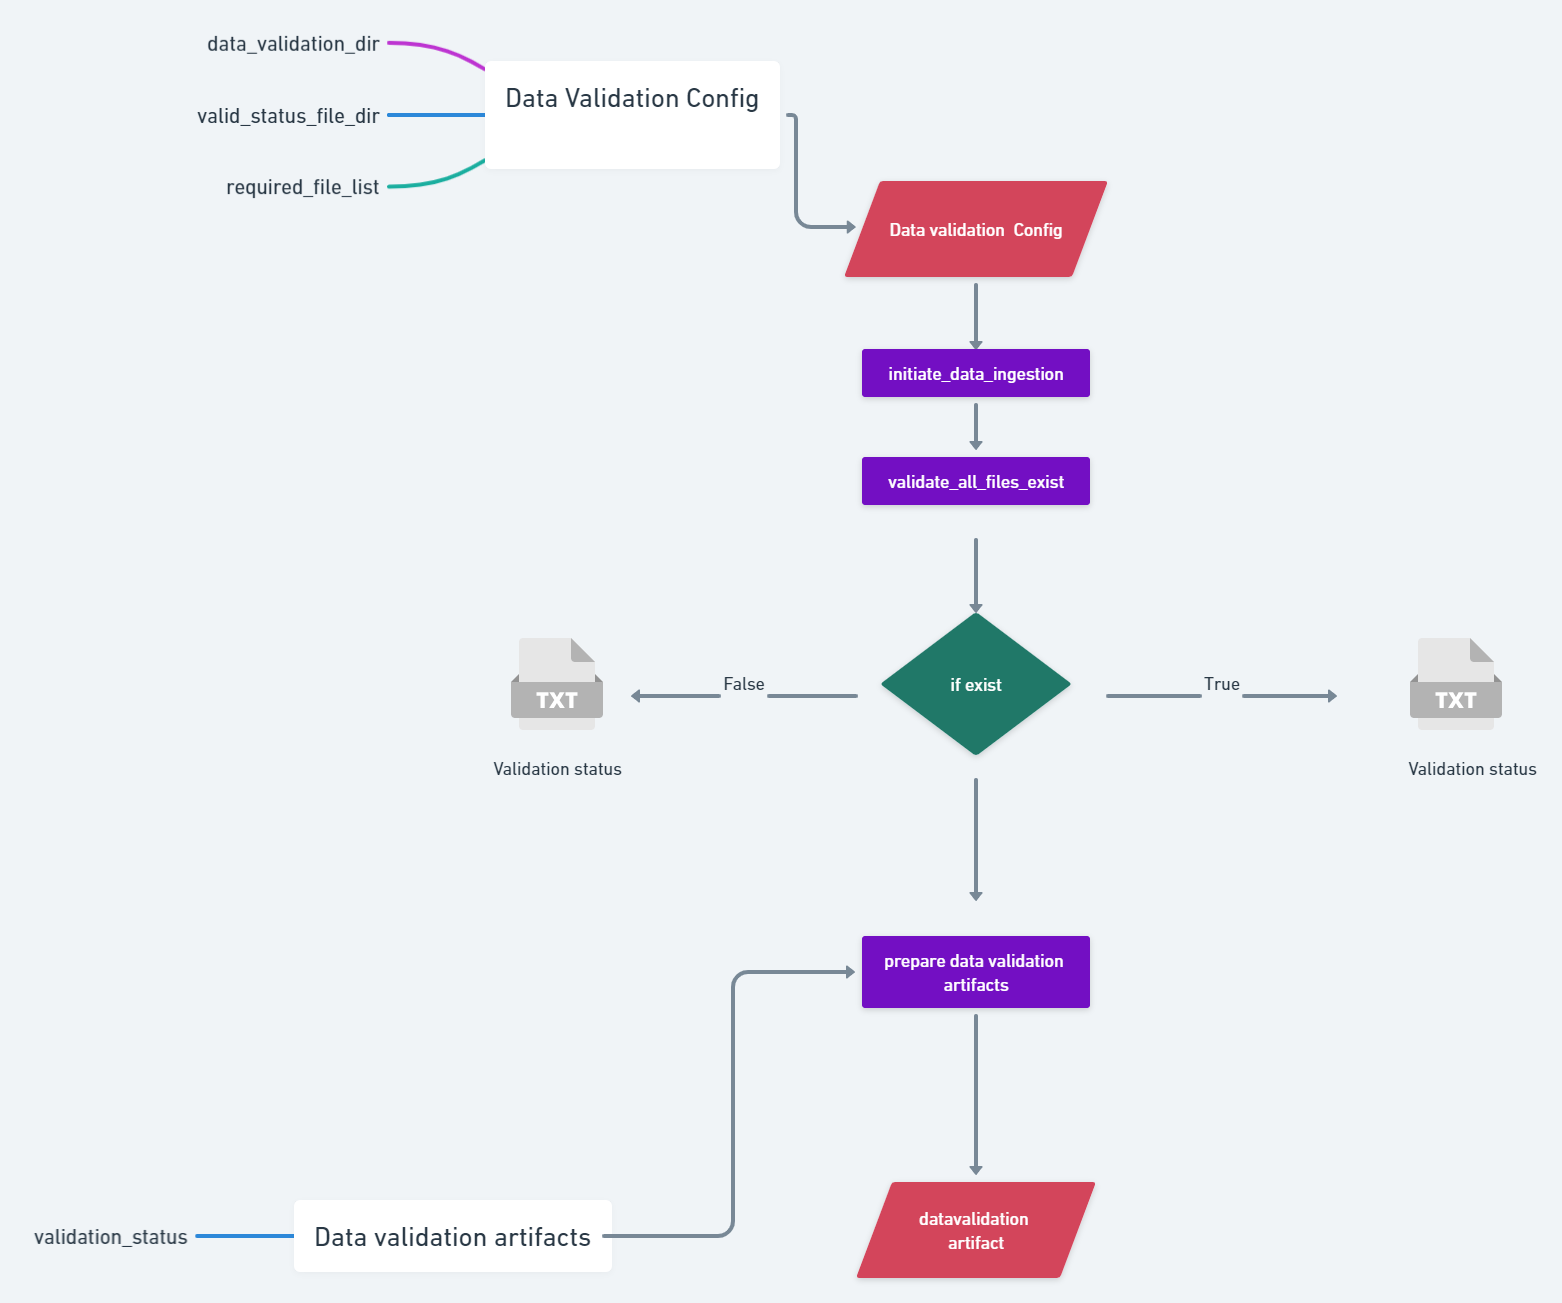 data_validation_dir
valid_status_file_dir
required_file_list
Data Validation Config
Data validation  Config
initiate_data_ingestion
validate_all_files_exist
if exist
False
True
TXT
Validation status
TXT
Validation status
prepare data validation
artifacts
validation_status
Data validation artifacts
datavalidation
artifact